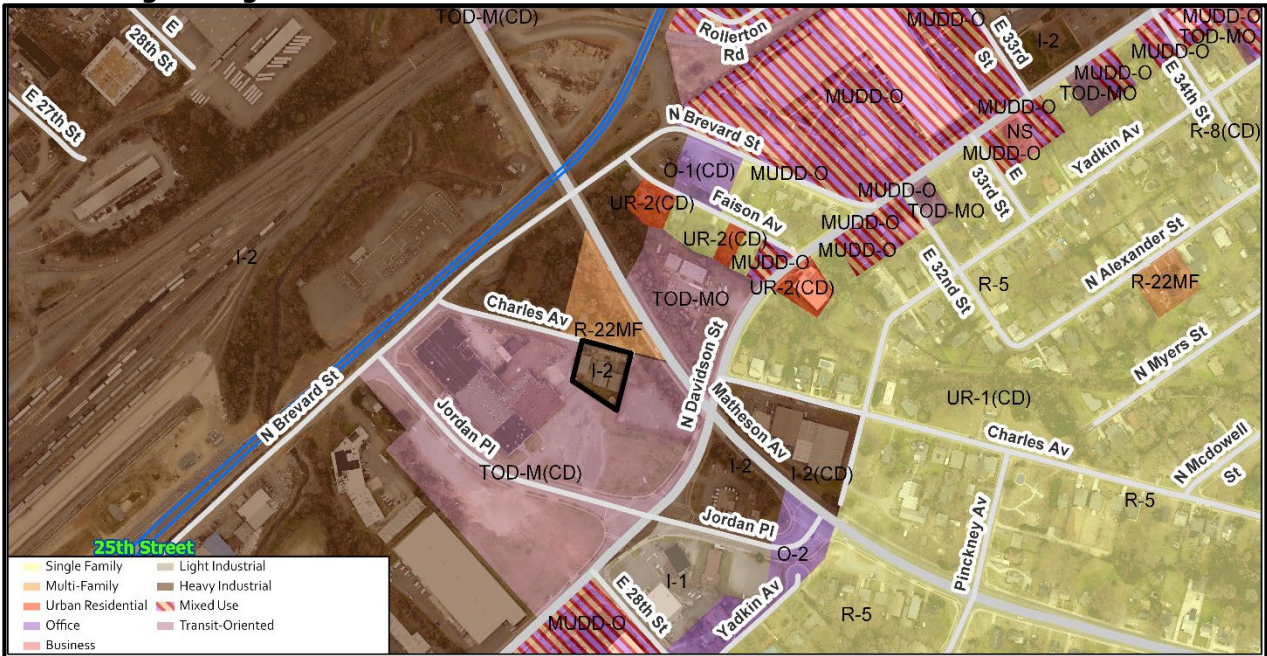 TOD-M(CD)
E
28th St
E 27th St
Rollerton
Rd
E 33rd
St
I-2
MUDD-O
MUDD-O
TOD-MO
MUDD-O
TOD-MO
E 34th St
MUDD-O
MUDD-O
NS
MUDD-O
E
33rd St
Yadkin Av
R-8(CD)
N Brevard St
O-1(CD)
MUDD-O
MUDD-O
TOD-MO
Faison Av
UR-2(CD)
MUDD-O
UR-2(CD)
MUDD-O
MUDD-O
UR-2(CD)
E 32nd St
R-5
N Alexander St
R-22MF
I-2
TOD-MO
Charles Av
R-22MF
I-2
N Davidson St
Matheson Av
N Myers St
UR-1(CD)
Charles Av
N Mcdowell
St
N Brevard St
Jordan Pl
TOD-M(CD)
I-2
I-2(CD)
R-5
Jordan Pl
O-2
Pinckney Av
I-1
E 28th St
Yadkin Av
R-5
MUDD-O
25th Street
Single Family
Multi-Family
Urban Residential
Office
Business
Light Industrial
Heavy Industrial
Mixed Use
Transit-Oriented